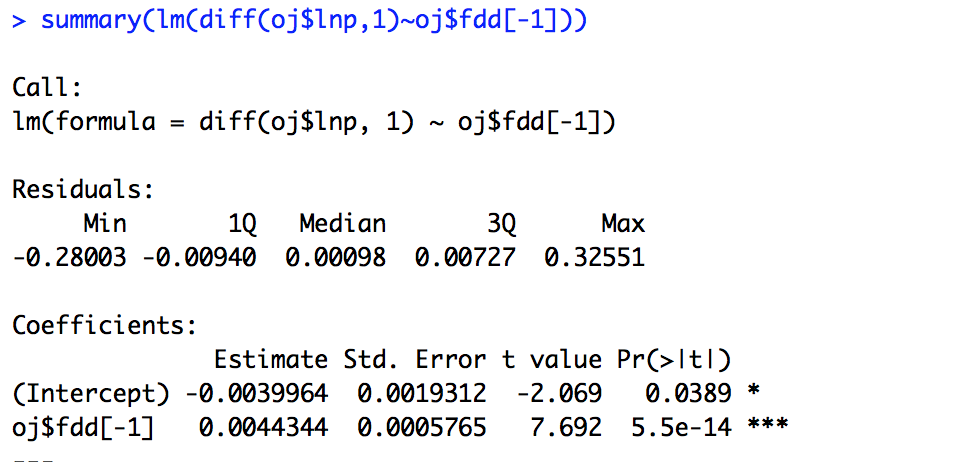 > summary(lm(diff(oj$lnp,1)~oj$fdd[-1]))
Call:
lm(formula = diff(oj$lnp, 1) ~ oj$fdd[-1])
Residuals:
Min 1Q Median 3Q Max
-0.28003 -0.00940 0.00098 0.00727 0.32551
Coefficients:
Estimate Std. Error t value Pr(>|t|)
(Intercept) -0.0039964 0.0019312 -2.069 0.0389 *
oj$fdd[-1] 0.0044344 0.0005765 7.692 5.5e-14 ***
---